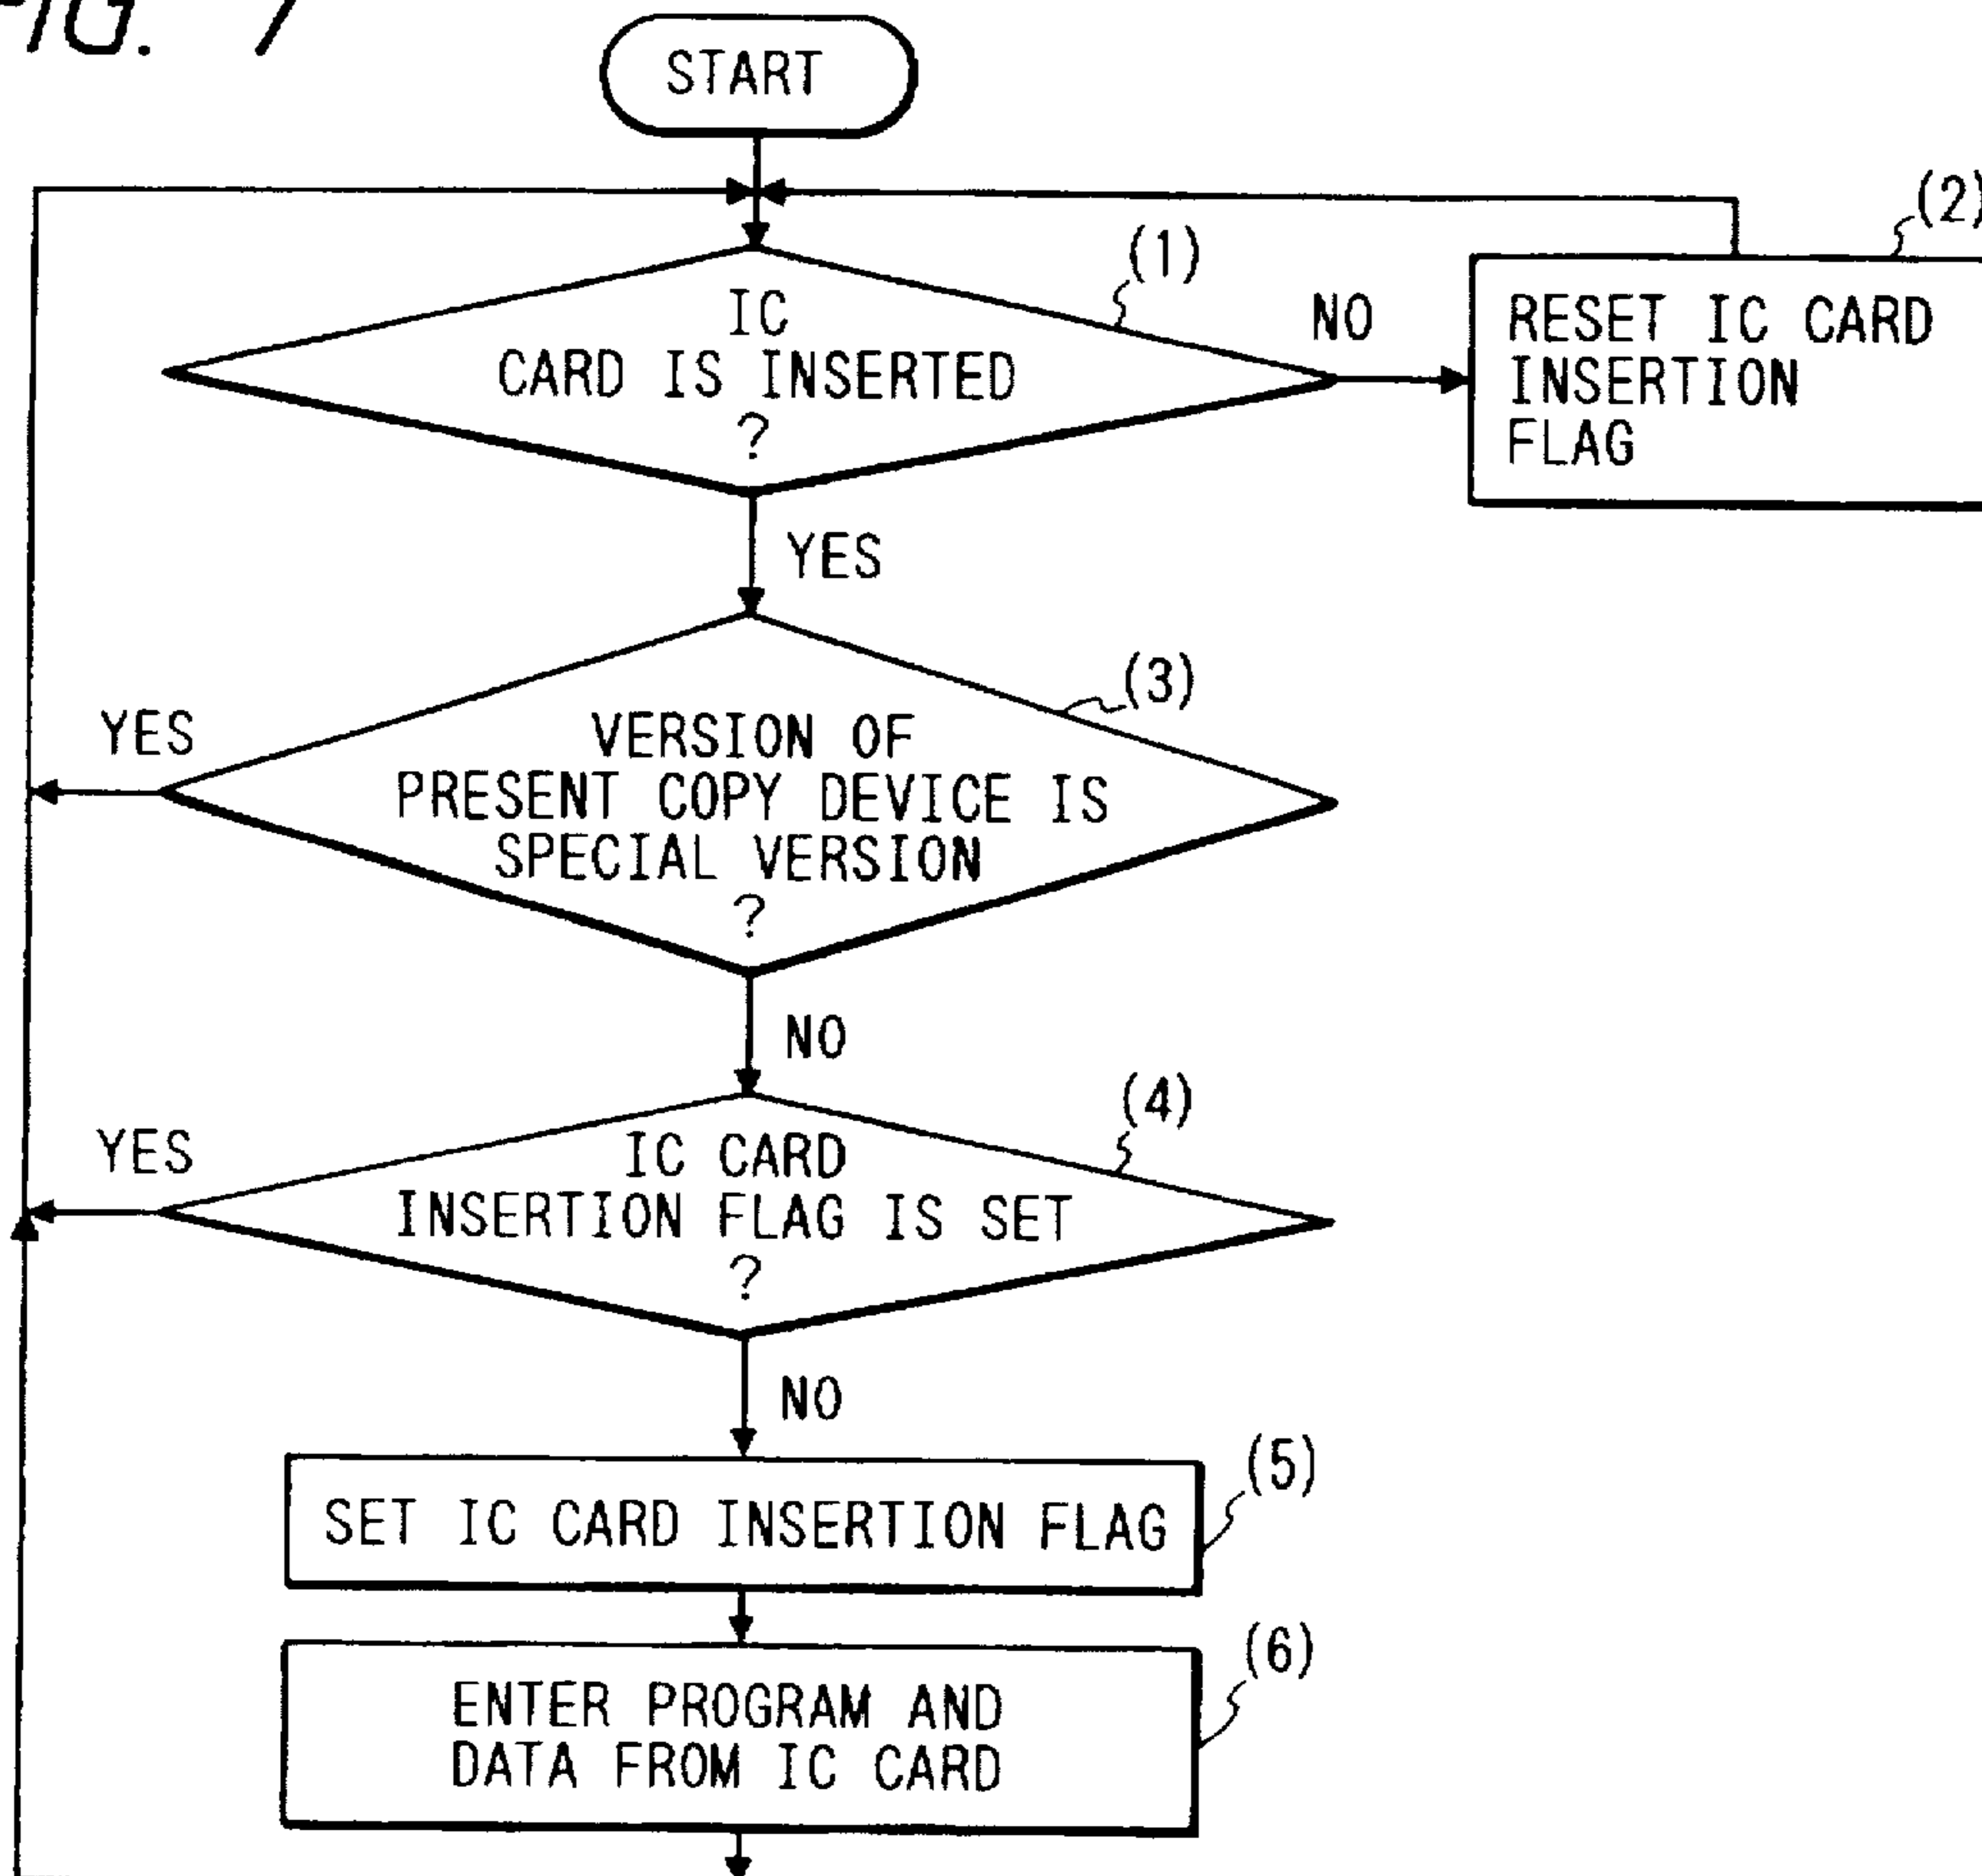 FIG. 7
START
(1)
(2)
IC
CARD IS INSERTED
?
NO
RESET IC CARD
INSERTION
FLAG
YES
(3)
YES
VERSION OF
PRESENT COPY DEVICE IS
SPECIAL VERSION
?
NO
(4)
YES
IC CARD
INSERTION FLAG IS SET
?
NO
(5)
SET IC CARD INSERTION FLAG
(6)
ENTER PROGRAM AND
DATA FROM IC CARD